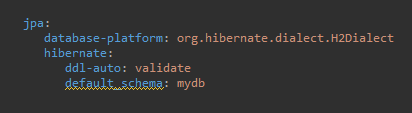 jpa:
database-platform: org.hibernate.dialect.H2Dialect
hibernate:
ddl-auto: validate
default_schema: mydb